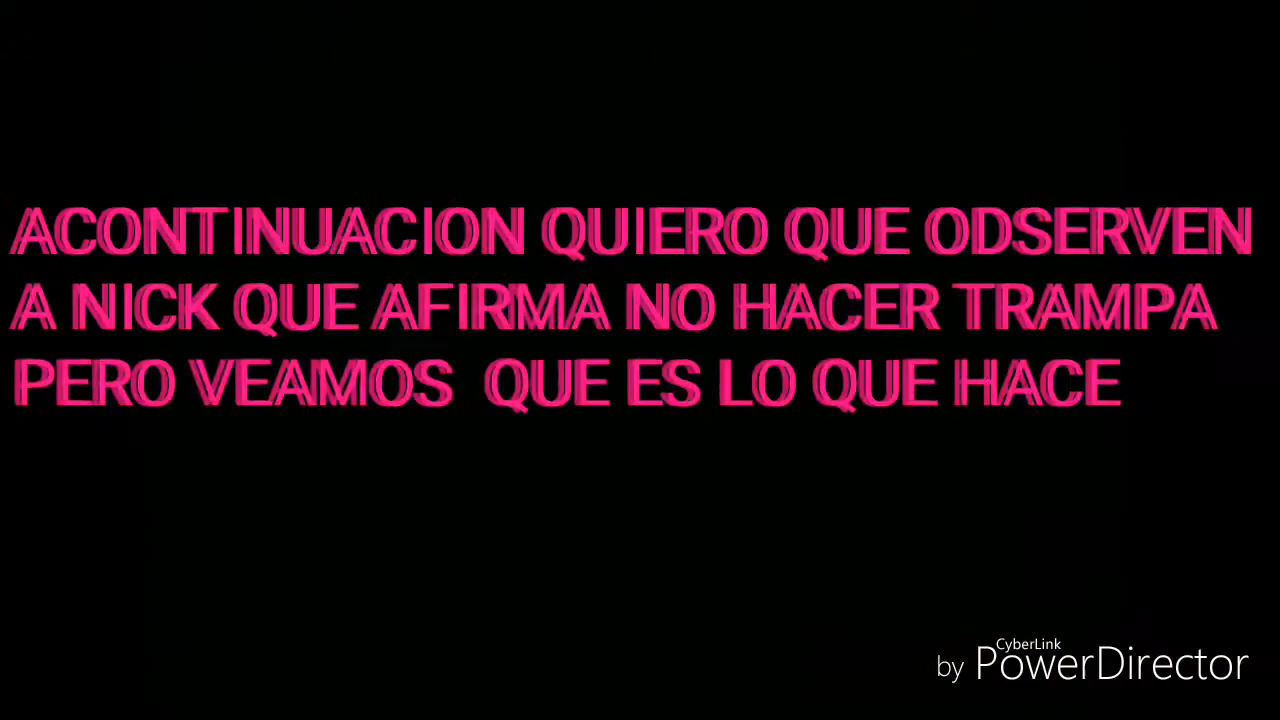 ACONTINUACION QUIERO QUE ODSERVEN
A NICK QUE AFIRMA NO HACER TRAMPA
PERO VEAMOS QUE ES LO QUE HACE
CyberLink
by PowerDirector